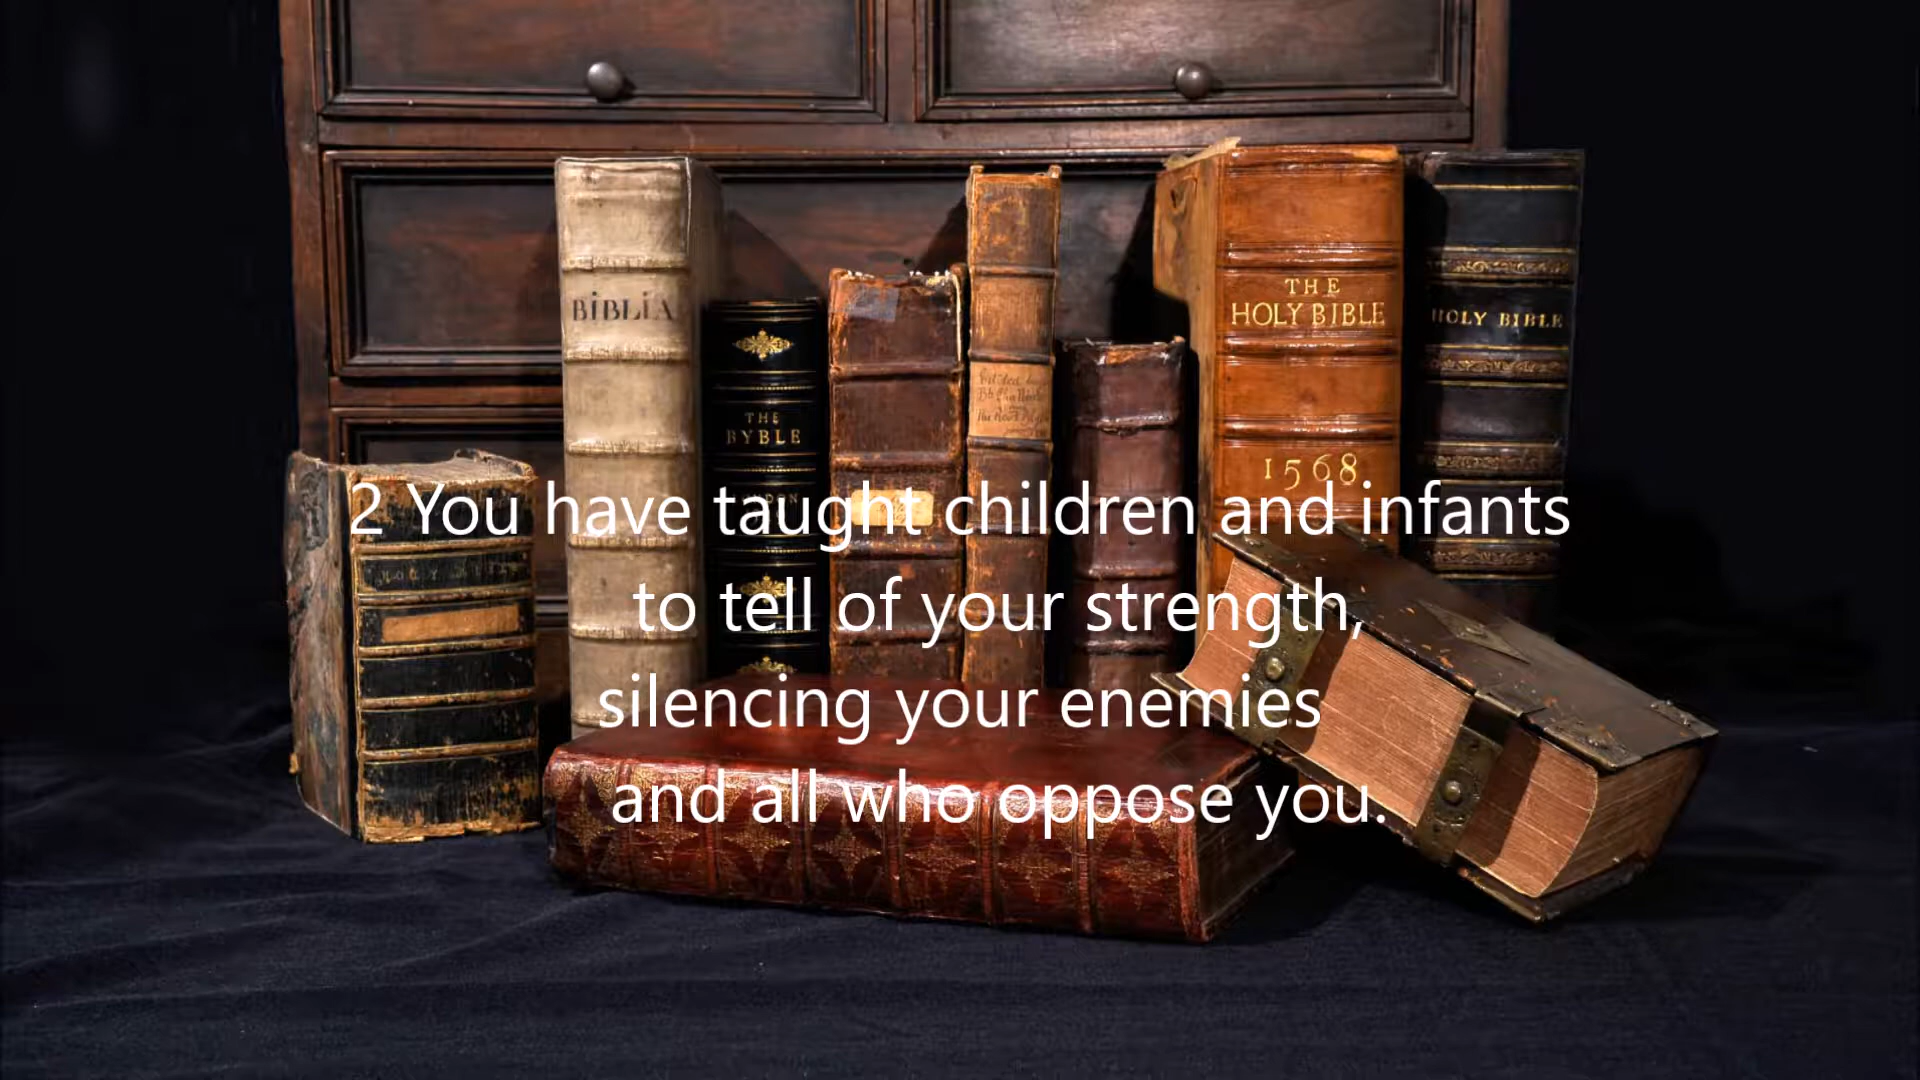 BIBLIA
THE
BYBLE
THE
HOLY BIBLE
1568
HOLY BIBLE
2 You have taught children and infants
to tell of your strength,
silencing your enemies
and all who oppose you.